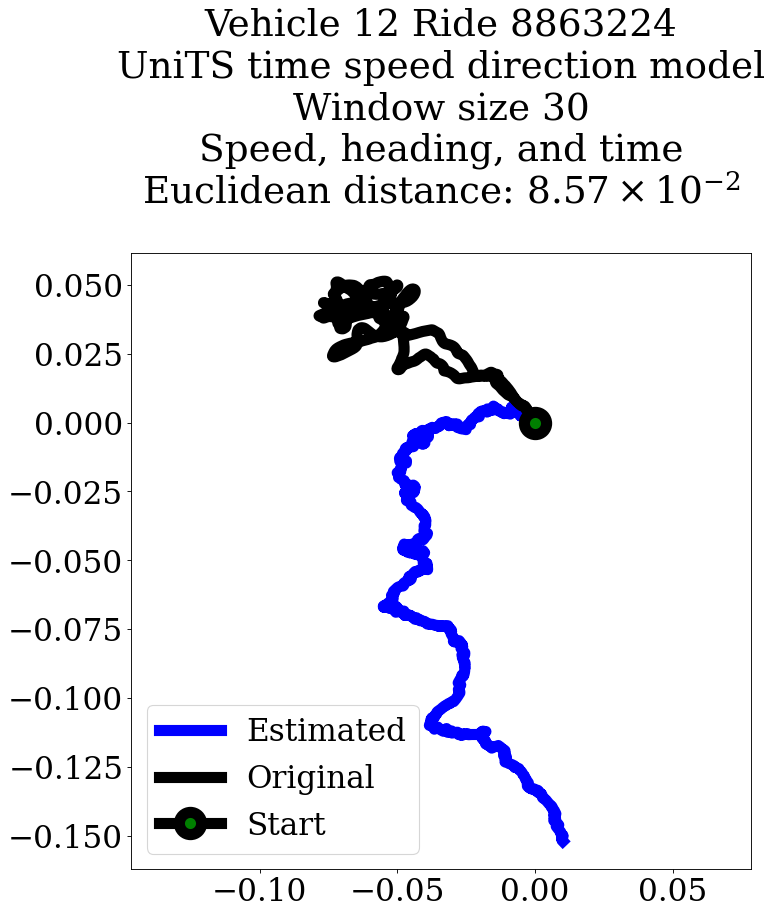 Vehicle 12 Ride 8863224
UniTS time speed direction model
Window size 30
Speed, heading, and time
Euclidean distance: 8.57 × 10⁻²
0.050
0.025
0.000
−0.025
−0.050
−0.075
−0.100
−0.125
−0.150
Estimated
Original
Start
−0.10
−0.05
0.00
0.05